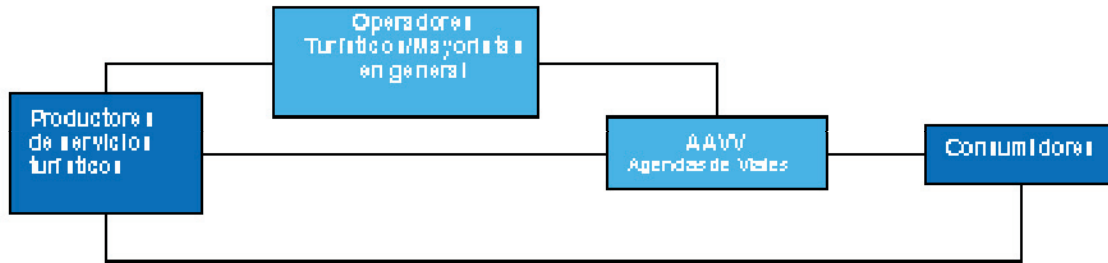 Operadores
Turísticos/Mayoristas
en general
Productores
de servicios
turísticos
AAVV
Agencias de Viajes
Consumidores